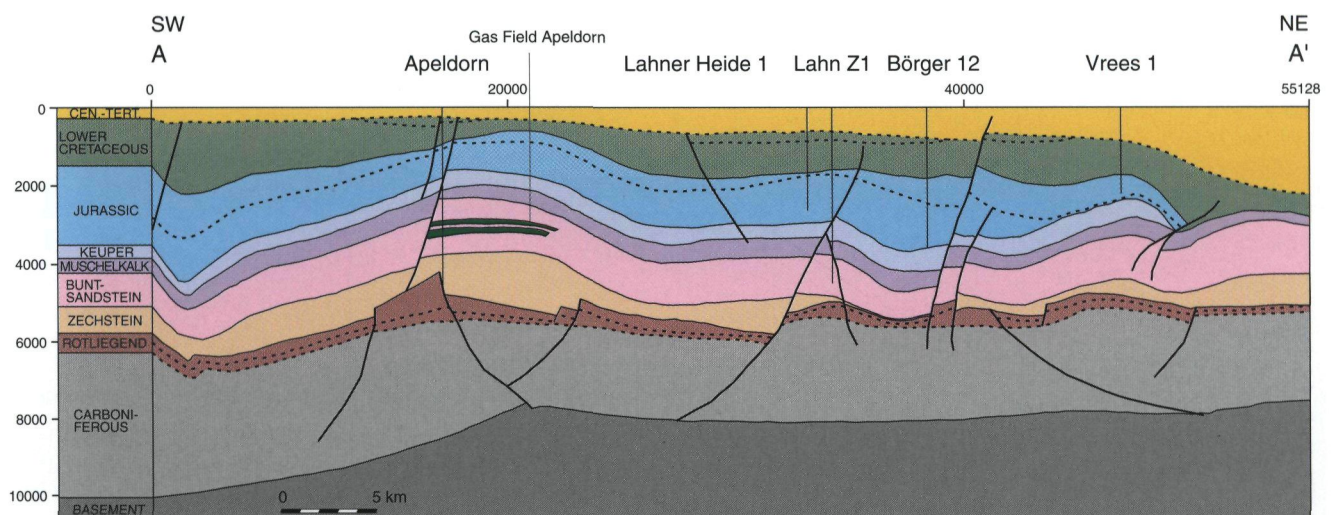 SW
NE
A
Gas Field Apeldorn
A'
Apeldorn
Lahner Heide 1
Lahn Z1
Börger 12
Vrees 1
0
20000
40000
55128
0
CEN.-TERT.
LOWER
CRETACEOUS
2000
JURASSIC
KEUPER
4000
MUSCHELKALK
BUNT-
SANDSTEIN
ZECHSTEIN
6000
ROTLIEGEND
CARBONI-
FEROUS
8000
10000
BASEMENT
0
5 km